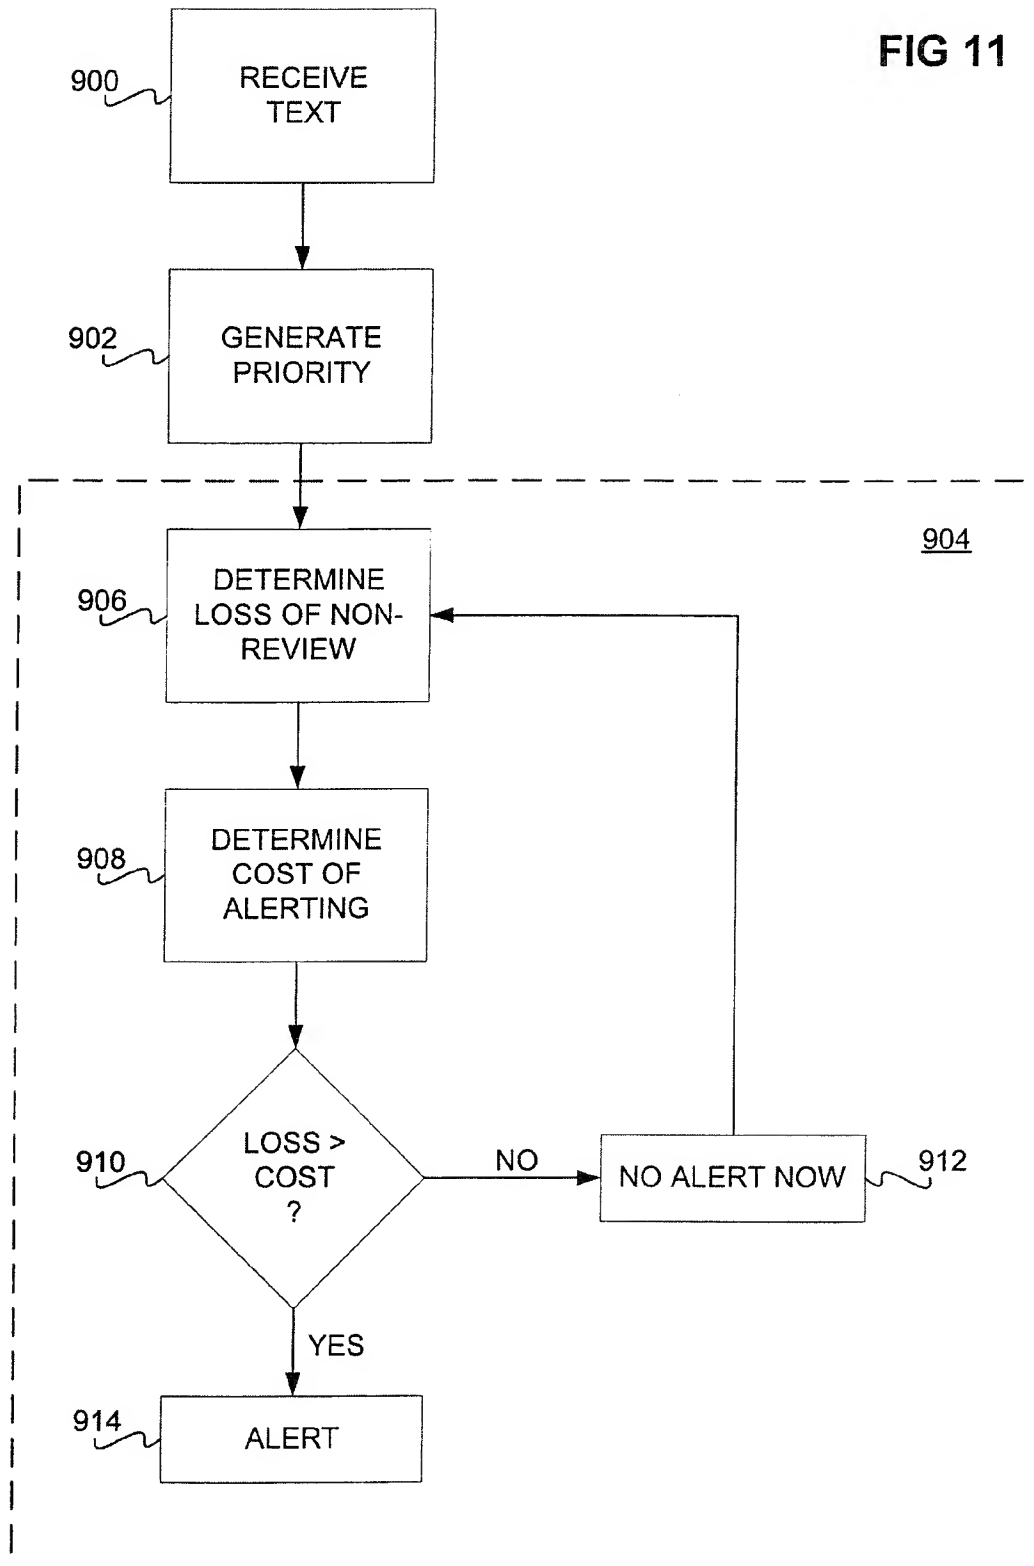 FIG 11
900
RECEIVE
TEXT
902
GENERATE
PRIORITY
904
906
DETERMINE
LOSS OF NON-
REVIEW
908
DETERMINE
COST OF
ALERTING
910
LOSS >
COST
?
NO
NO ALERT NOW
912
YES
914
ALERT